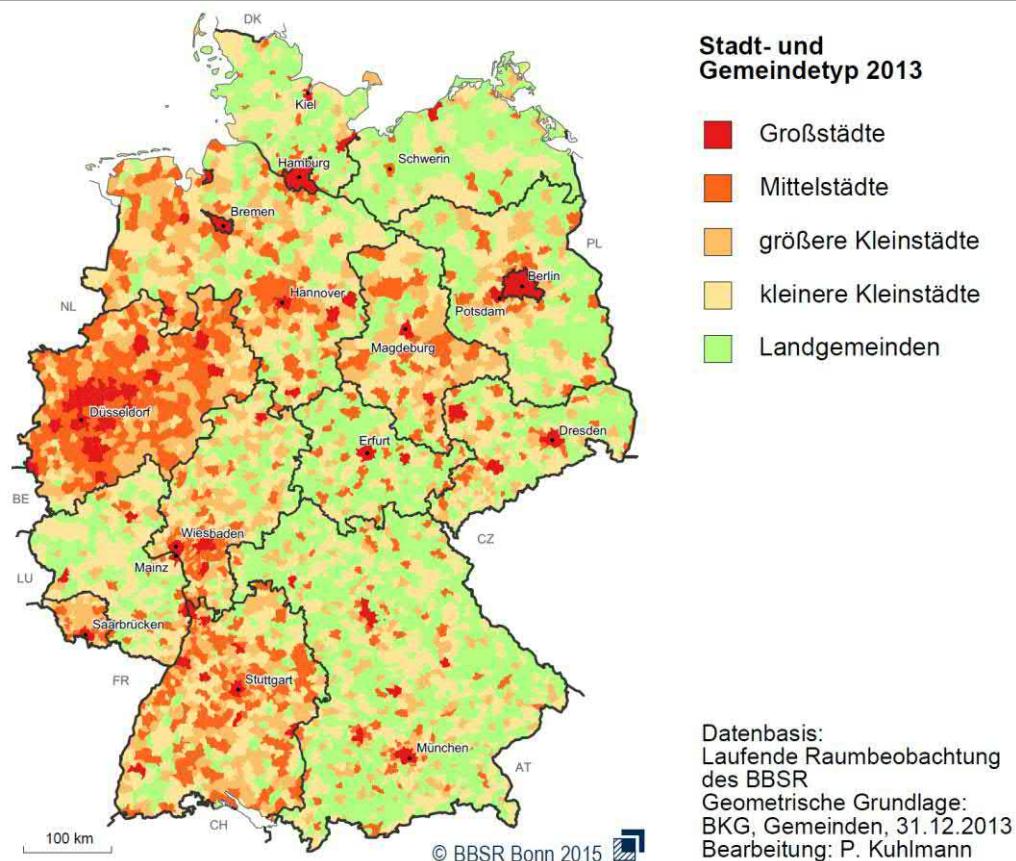 DK
Kiel
Schwerin
Hamburg
Bremen
PL
Berlin
Hannover
Potsdam
NL
Magdeburg
Düsseldorf
Erfurt
Dresden
BE
Wiesbaden
CZ
Mainz
LU
Saarbrücken
FR
Stuttgart
München
AT
CH
100 km
© BBSR Bonn 2015
Stadt- und
Gemeindetyp 2013
Großstädte
Mittelstädte
größere Kleinstädte
kleinere Kleinstädte
Landgemeinden
Datenbasis:
Laufende Raumbeobachtung
des BBSR
Geometrische Grundlage:
BKG, Gemeinden, 31.12.2013
Bearbeitung: P. Kuhlmann